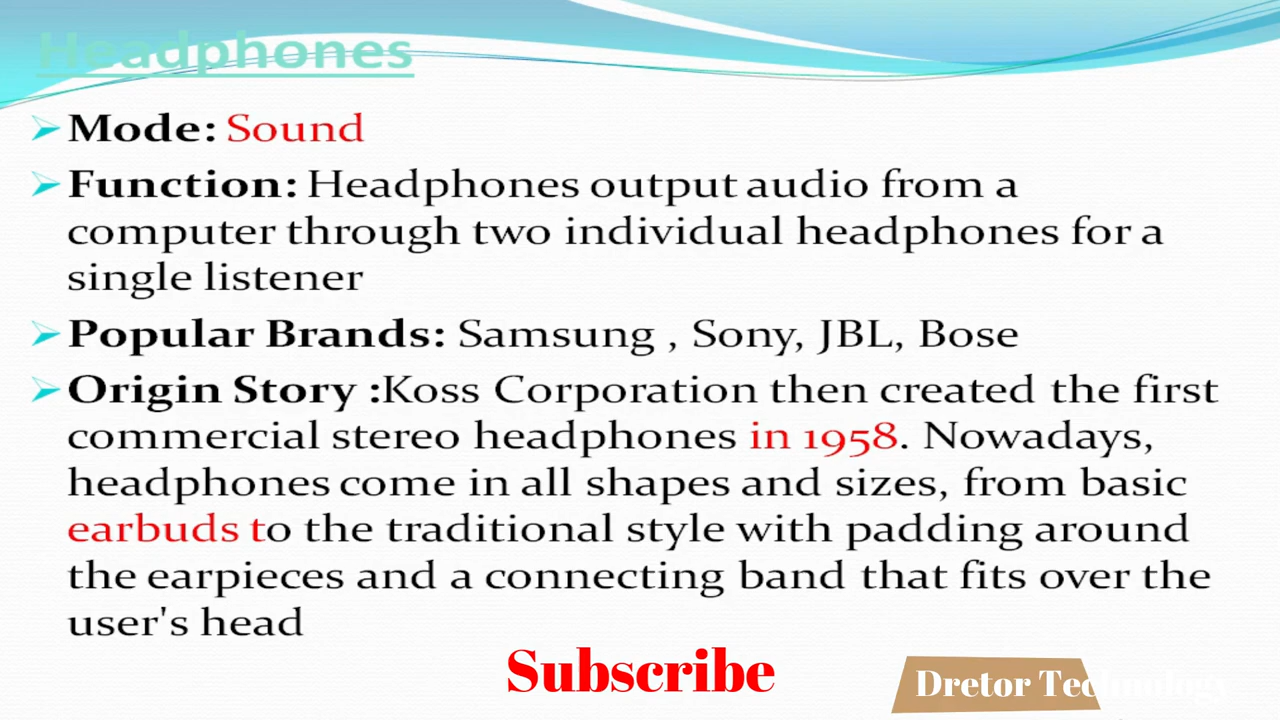 Headphones
Mode: Sound
Function: Headphones output audio from a
computer through two individual headphones for a
single listener
Popular Brands: Samsung , Sony, JBL, Bose
Origin Story :Koss Corporation then created the first
commercial stereo headphones in 1958. Nowadays,
headphones come in all shapes and sizes, from basic
earbuds to the traditional style with padding around
the earpieces and a connecting band that fits over the
user's head
Subscribe
Dretor Technology